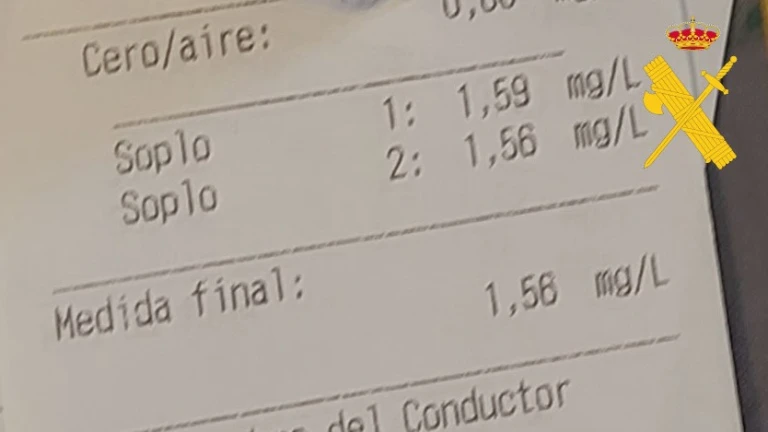 Cero/aire:
Soplo 1: 1,59 mg/L
Soplo 2: 1,56 mg/L
Medida final: 1,56 mg/L
del Conductor